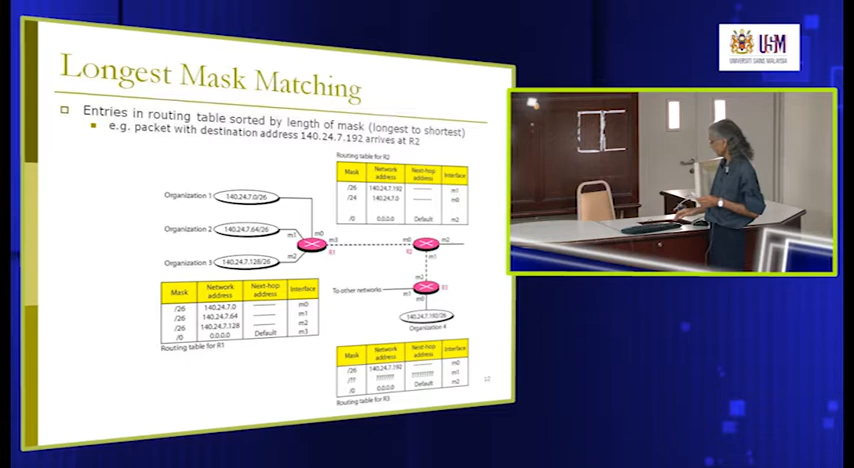 Longest Mask Matching
Entries in routing table sorted by length of mask (longest to shortest)
e.g. packet with destination address 140.24.7.192 arrives at R2
USM
UNIVERSITI SAINS MALAYSIA
Routing table for R2
Mask Network address Next-hop address Interface
/26 140.24.7.192 -------- m1
/24 140.24.7.0 -------- m0
/0 0.0.0.0 Default m2
Organization 1 140.24.7.0/26
Organization 2 140.24.7.64/26
Organization 3 140.24.7.128/26
m0
m1
m2
m3
R1
m0
m2
R2
m1
m2
R3
To other networks
m1
m0
140.24.7.192/26
Organization 4
Mask Network address Next-hop address Interface
/26 140.24.7.0 -------- m0
/26 140.24.7.64 -------- m1
/26 140.24.7.128 -------- m2
/0 0.0.0.0 Default m3
Routing table for R1
Mask Network address Next-hop address Interface
/26 140.24.7.192 -------- m0
/?? ??????? ????????? m1
/0 0.0.0.0 Default m2
Routing table for R3
12